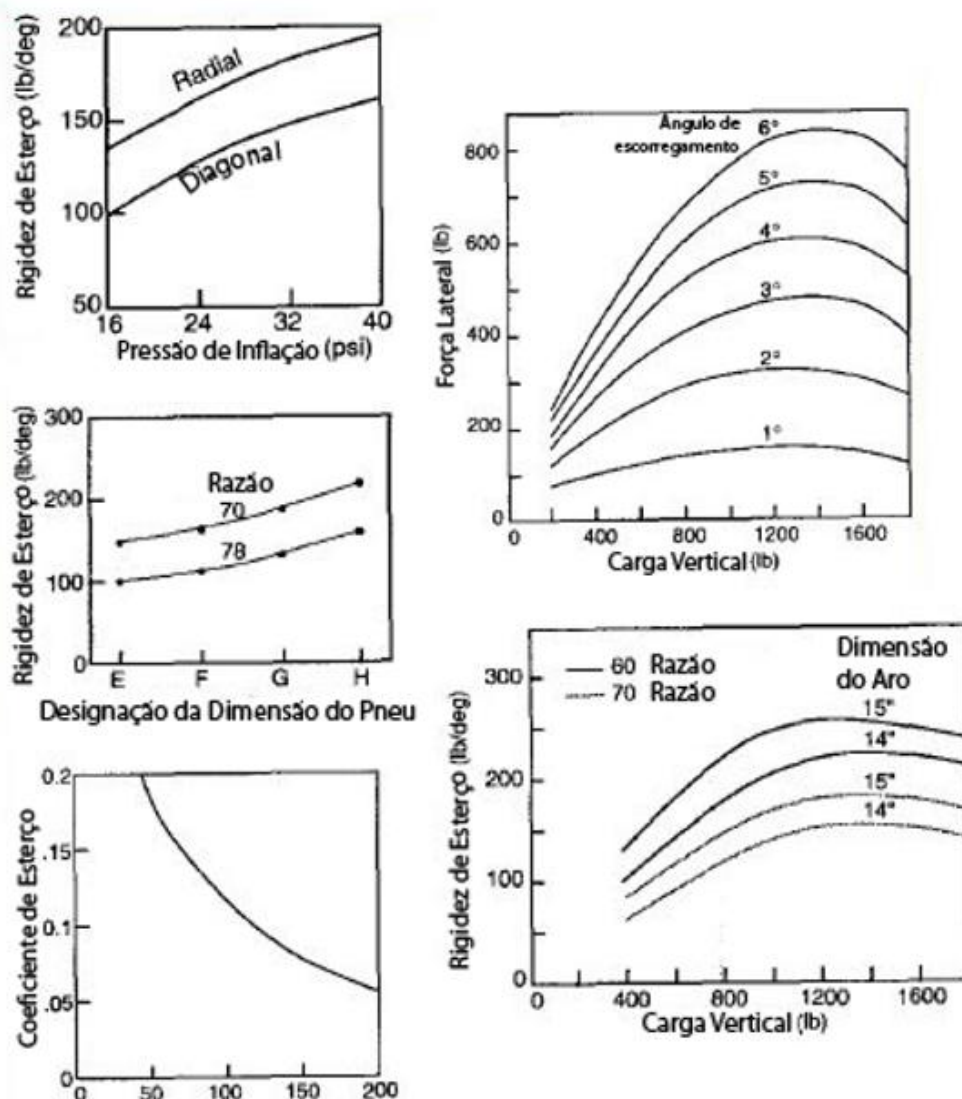 Rigidez de Esterço (lb/deg)
200
150
100
50
Radial
Diagonal
16
24
32
40
Pressão de Inflação (psi)
Rigidez de Esterço (lb/deg)
300
200
100
0
Razão
70
78
E
F
G
H
Designação da Dimensão do Pneu
Coeficiente de Esterço
0.2
.15
0.1
.05
0
0
50
100
150
200
Força Lateral (lb)
800
600
400
200
0
Ângulo de
escorregamento
6°
5°
4°
3°
2°
1°
0
400
800
1200
1600
Carga Vertical (lb)
Rigidez de Esterço (lb/deg)
300
200
100
0
60 Razão
70 Razão
Dimensão
do Aro
15"
14"
15"
14"
0
400
800
1200
1600
Carga Vertical (lb)